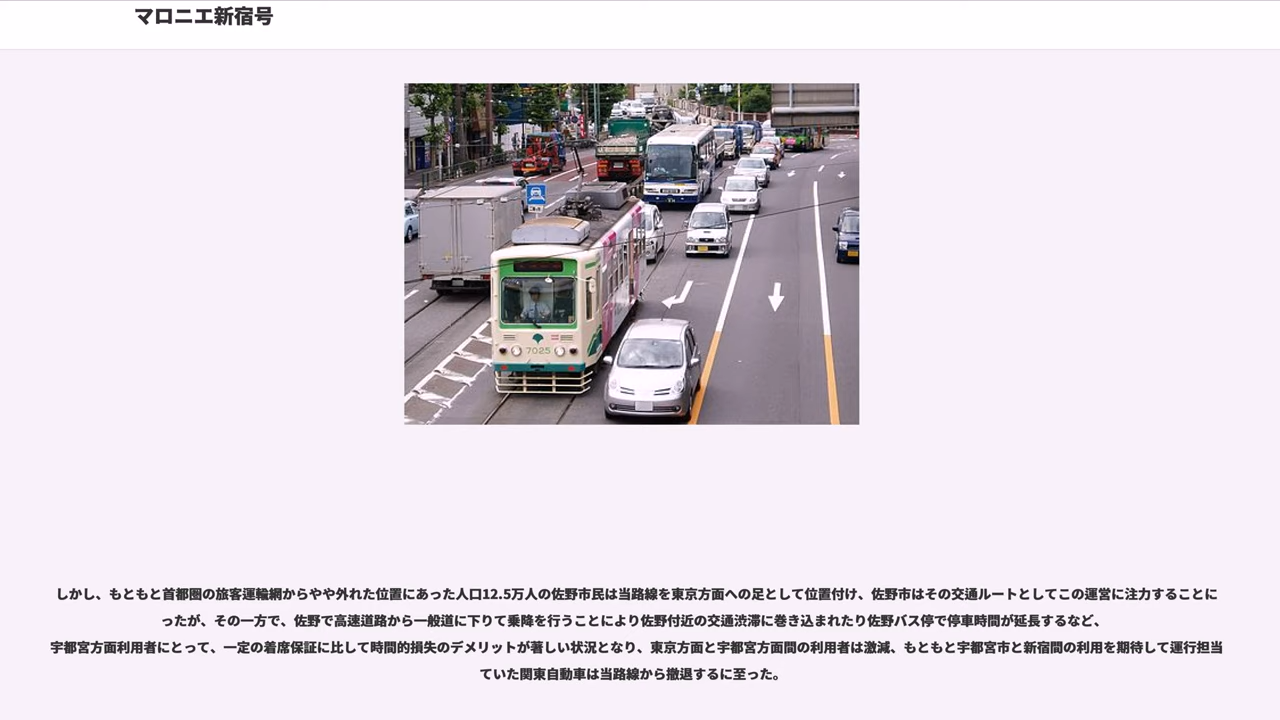 マロニエ新宿号
7025
しかし、もともと首都圏の旅客運輸網からやや外れた位置にあった人口12.5万人の佐野市民は当路線を東京方面への足として位置付け、佐野市はその交通ルートとしてこの運営に注力することに
ったが、その一方で、佐野で高速道路から一般道に下りて乗降を行うことにより佐野付近の交通渋滞に巻き込まれたり佐野バス停で停車時間が延長するなど、
宇都宮方面利用者にとって、一定の着席保証に比して時間的損失のデメリットが著しい状況となり、東京方面と宇都宮方面間の利用者は激減、もともと宇都宮市と新宿間の利用を期待して運行担当
ていた関東自動車は当路線から撤退するに至った。